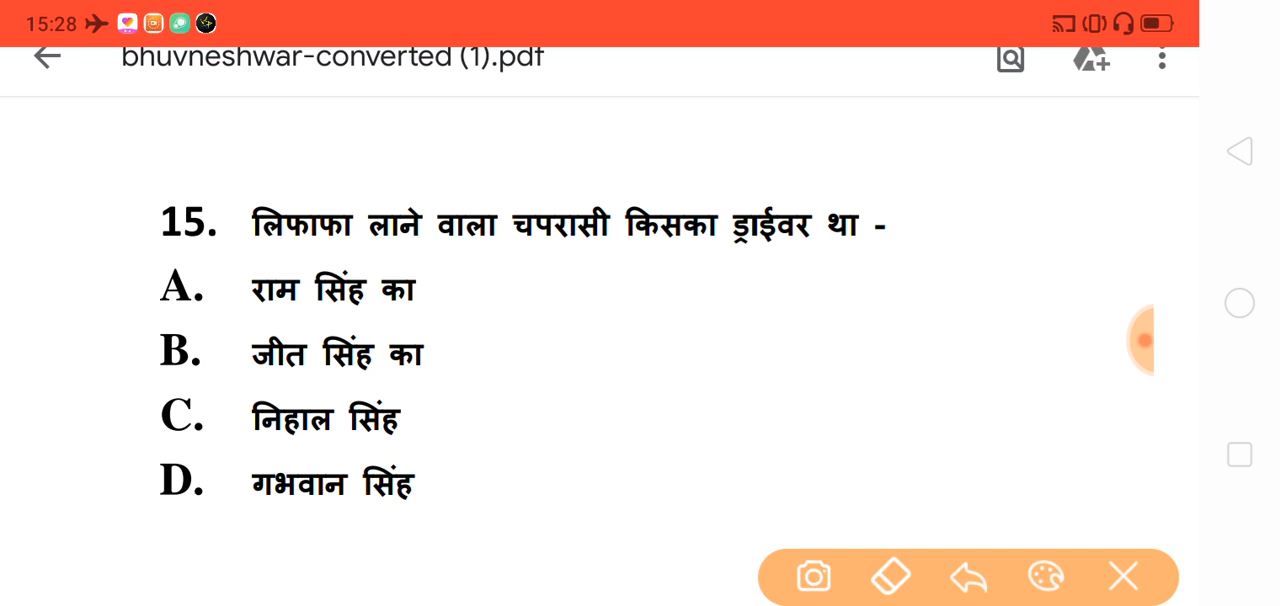 15:28
bhuvneshwar-converted (1).pdf
15. लिफाफा लाने वाला चपरासी किसका ड्राईवर था -
A. राम सिंह का
B. जीत सिंह का
C. निहाल सिंह
D. गभवान सिंह